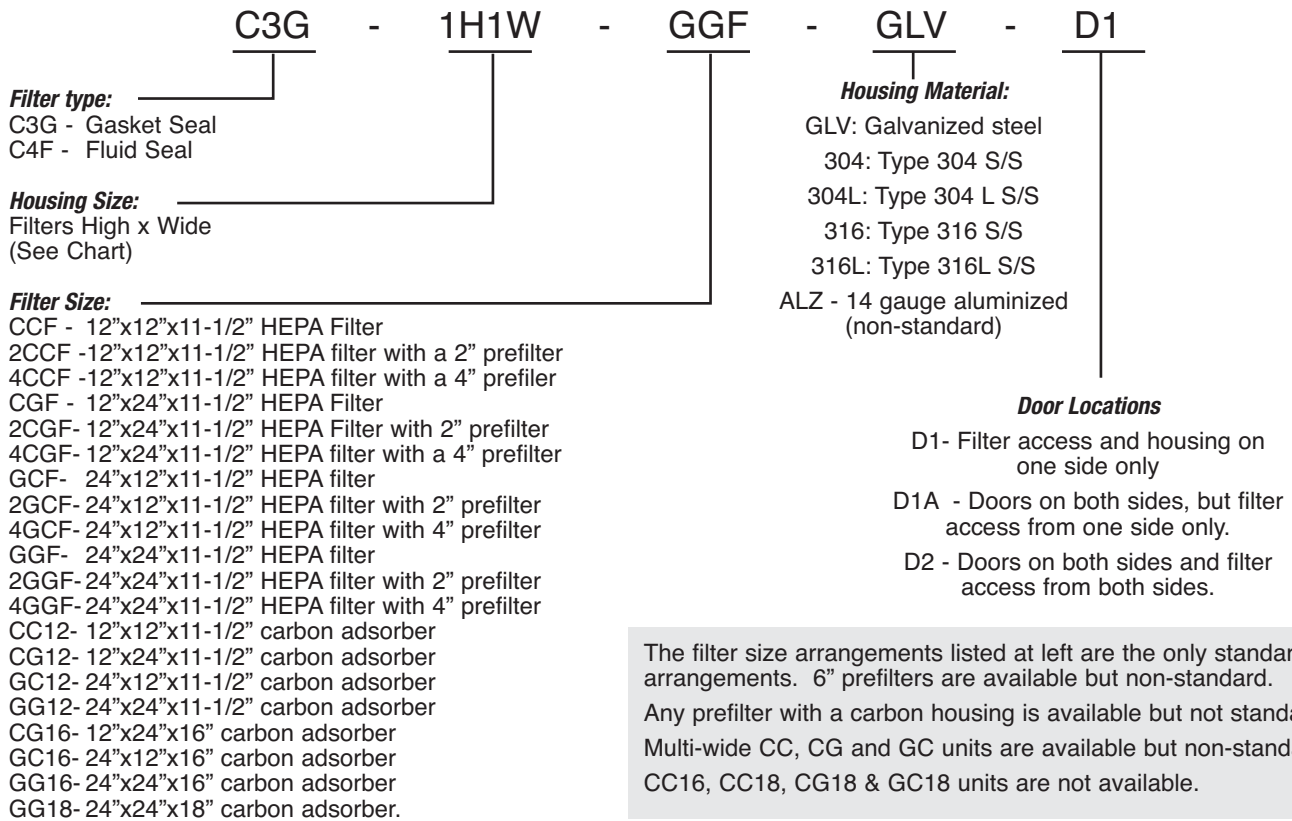 C3G - 1H1W - GGF - GLV - D1
Filter type:
C3G - Gasket Seal
C4F - Fluid Seal
Housing Size:
Filters High x Wide
(See Chart)
Filter Size:
CCF - 12"x12"x11-1/2" HEPA Filter
2CCF -12"x12"x11-1/2" HEPA filter with a 2" prefilter
4CCF -12"x12"x11-1/2" HEPA filter with a 4" prefiler
CGF - 12"x24"x11-1/2" HEPA Filter
2CGF- 12"x24"x11-1/2" HEPA Filter with 2" prefilter
4CGF- 12"x24"x11-1/2" HEPA filter with a 4" prefilter
GCF- 24"x12"x11-1/2" HEPA filter
2GCF- 24"x12"x11-1/2" HEPA filter with 2" prefilter
4GCF- 24"x12"x11-1/2" HEPA filter with 4" prefilter
GGF- 24"x24"x11-1/2" HEPA filter
2GGF- 24"x24"x11-1/2" HEPA filter with 2" prefilter
4GGF- 24"x24"x11-1/2" HEPA filter with 4" prefilter
CC12- 12"x12"x11-1/2" carbon adsorber
CG12- 12"x24"x11-1/2" carbon adsorber
GC12- 24"x12"x11-1/2" carbon adsorber
GG12- 24"x24"x11-1/2" carbon adsorber
CG16- 12"x24"x16" carbon adsorber
GC16- 24"x12"x16" carbon adsorber
GG16- 24"x24"x16" carbon adsorber
GG18- 24"x24"x18" carbon adsorber.
Housing Material:
GLV: Galvanized steel
304: Type 304 S/S
304L: Type 304 L S/S
316: Type 316 S/S
316L: Type 316L S/S
ALZ - 14 gauge aluminized
(non-standard)
Door Locations
D1- Filter access and housing on
one side only
D1A - Doors on both sides, but filter
access from one side only.
D2 - Doors on both sides and filter
access from both sides.
The filter size arrangements listed at left are the only
arrangements. 6" prefilters are available but non-standard.
Any prefilter with a carbon housing is available but not
Multi-wide CC, CG and GC units are available but
CC16, CC18, CG18 & GC18 units are not available.